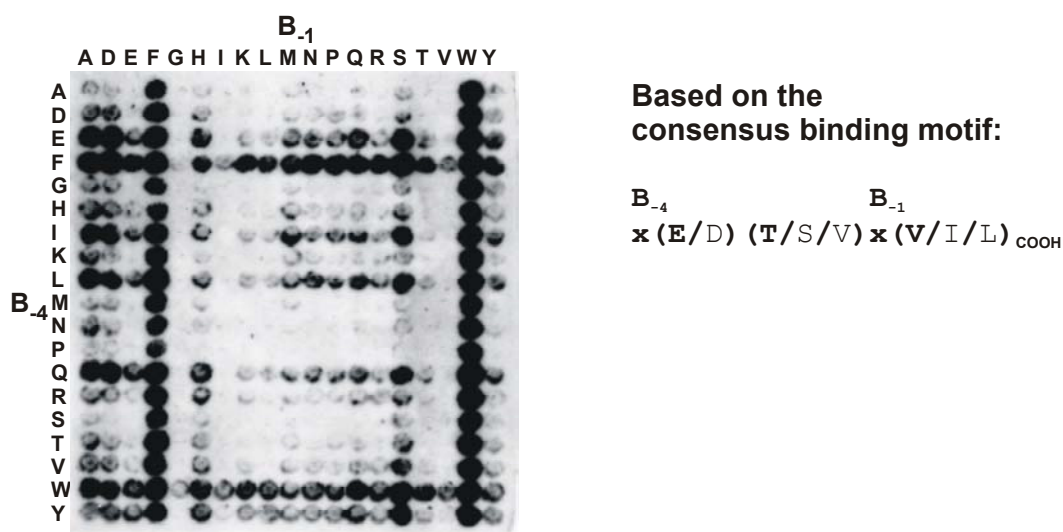 B-1
A D E F G H I K L M N P Q R S T V W Y
A
D
E
F
G
H
I
K
L
B-4
M
N
P
Q
R
S
T
V
W
Y
Based on the
consensus binding motif:
B-4 B-1
x(E/D)(T/S/V)x(V/I/L)COOH